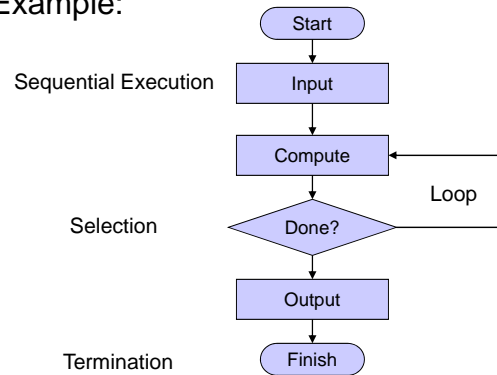 Example:
Start
Sequential Execution
Input
Compute
Loop
Selection
Done?
Output
Termination
Finish